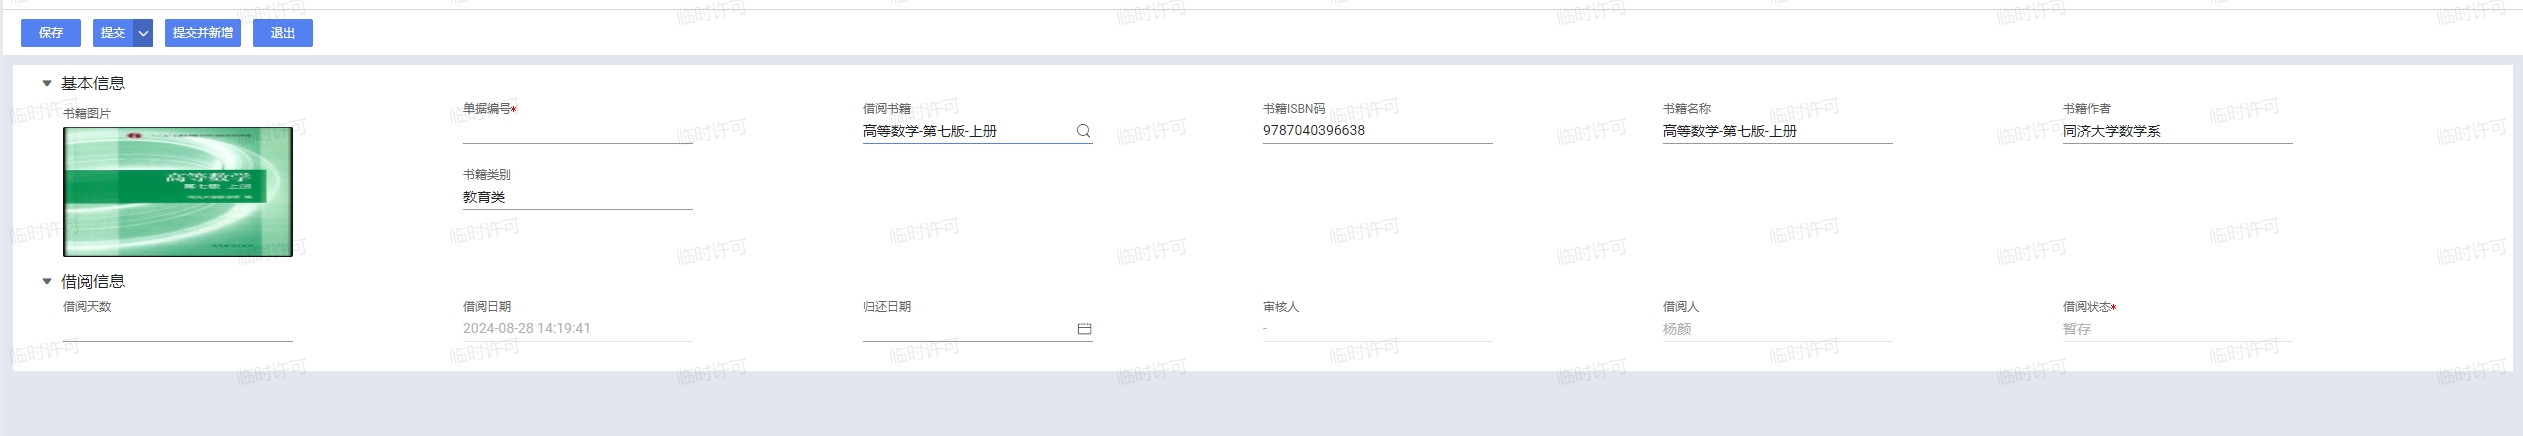 保存 提交 提交并新增 退出
基本信息
书籍图片
高等数学
第七版 上册
单据编号*
借阅书籍
高等数学-第七版-上册
书籍ISBN码
9787040396638
书籍名称
高等数学-第七版-上册
书籍作者
同济大学数学系
书籍类别
教育类
借阅信息
借阅天数
借阅日期
2024-08-28 14:19:41
归还日期
审核人
-
借阅人
杨颜
借阅状态*
暂存
临时许可